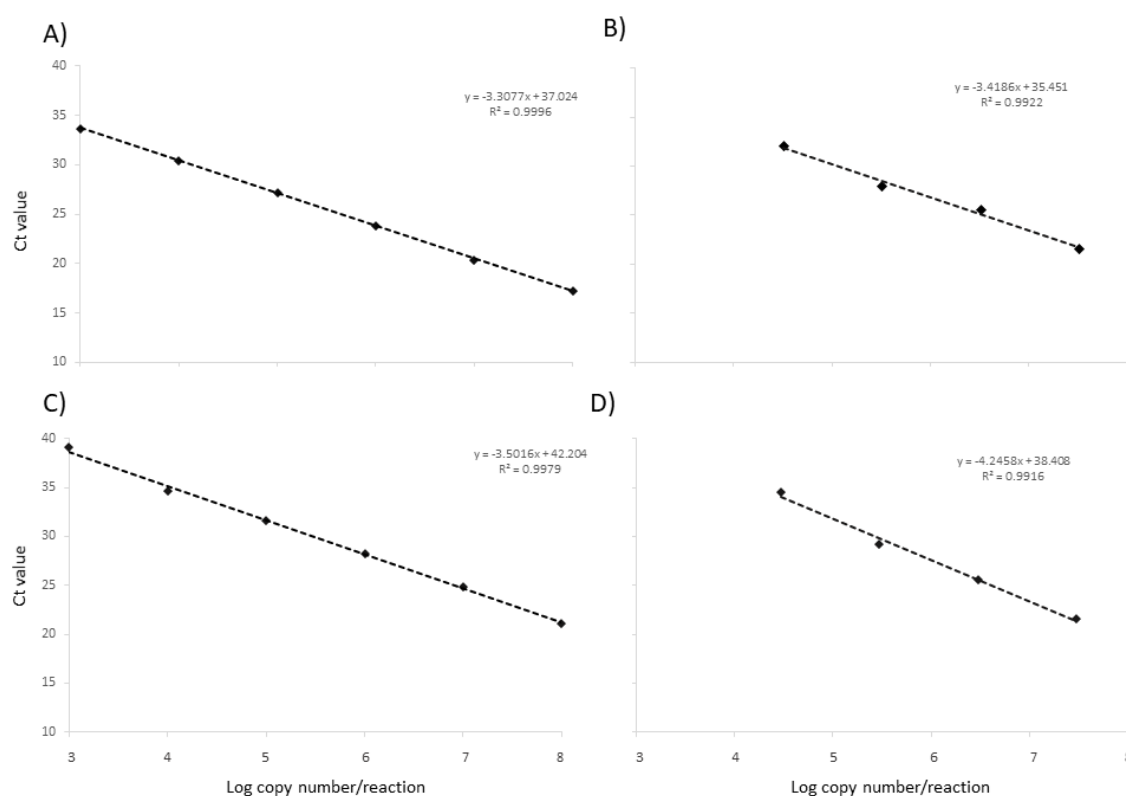 A)
B)
40
35
30
25
20
15
10
Ct value
y = -3.3077x + 37.024
R² = 0.9996
y = -3.4186x + 35.451
R² = 0.9922
C)
D)
40
35
30
25
20
15
10
Ct value
y = -3.5016x + 42.204
R² = 0.9979
y = -4.2458x + 38.408
R² = 0.9916
3 4 5 6 7 8
3 4 5 6 7 8
Log copy number/reaction
Log copy number/reaction